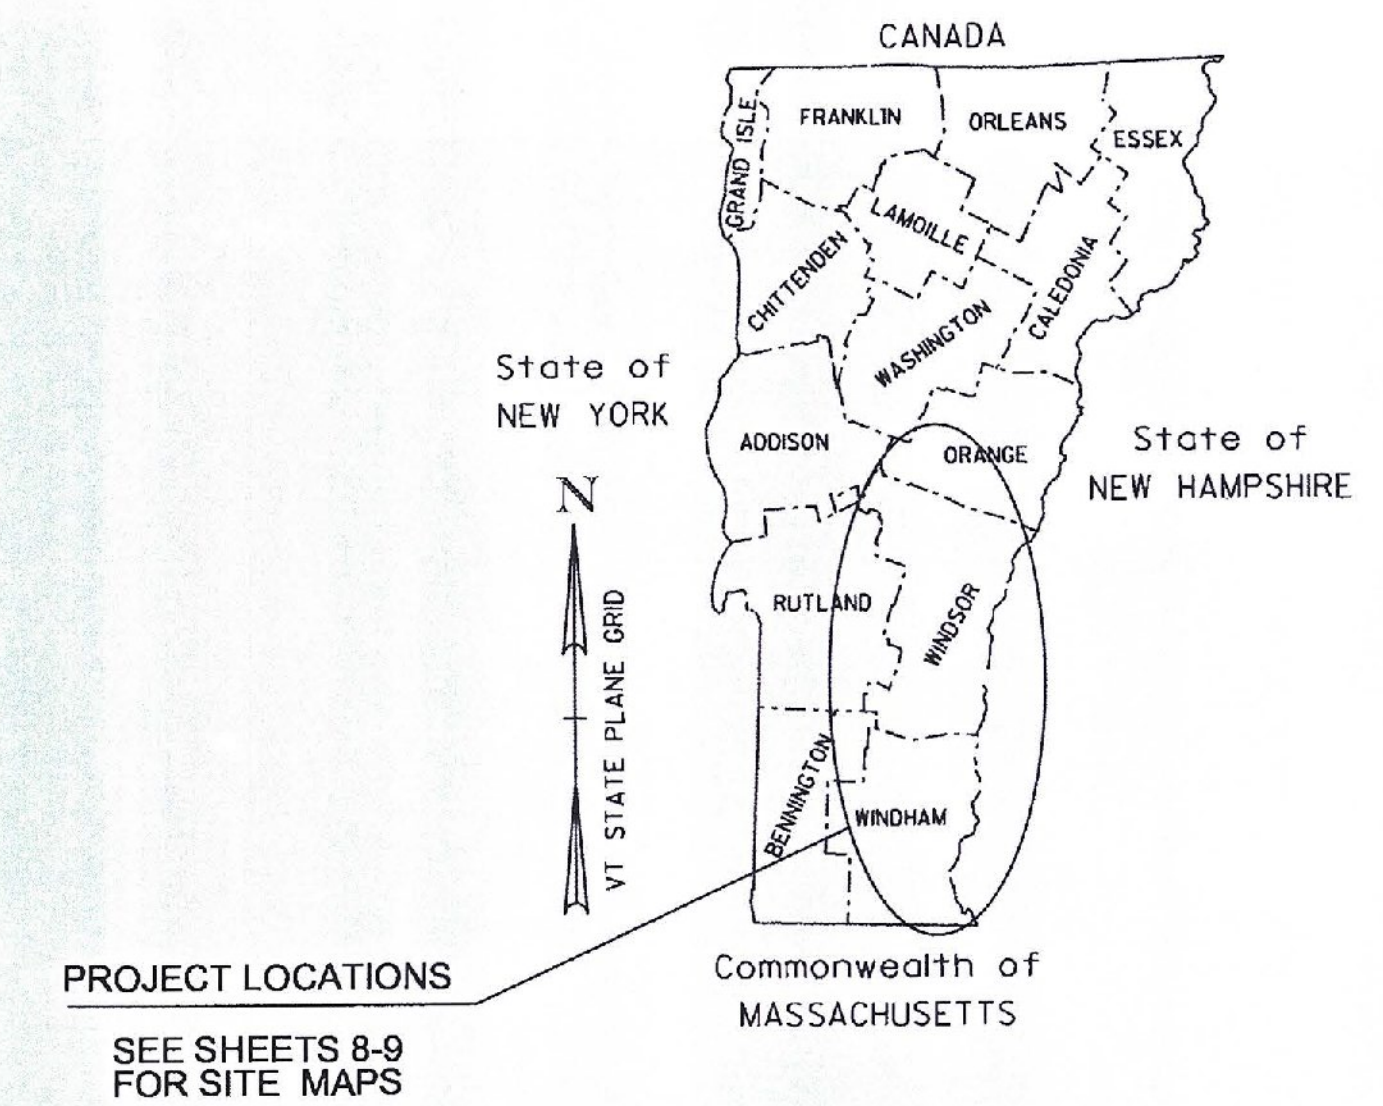 CANADA
FRANKLIN
ORLEANS
ESSEX
GRAND ISLE
LAMOILLE
CHITTENDEN
CALEDONIA
WASHINGTON
State of
NEW YORK
ADDISON
ORANGE
State of
NEW HAMPSHIRE
N
VT STATE PLANE GRID
RUTLAND
WINDSOR
BENNINGTON
WINDHAM
Commonwealth of
MASSACHUSETTS
PROJECT LOCATIONS
SEE SHEETS 8-9
FOR SITE MAPS